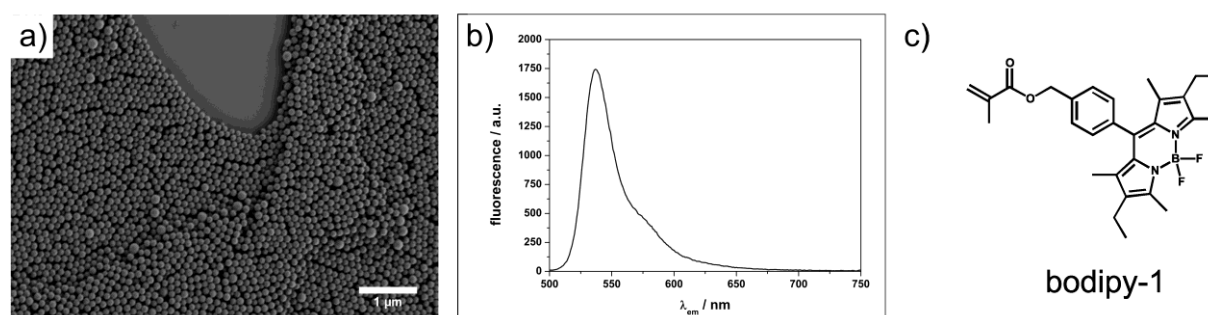 a)
1 µm
b)
fluorescence / a.u.
2000
1750
1500
1250
1000
750
500
250
0
500
550
600
650
700
750
λem / nm
c)
O
O
N
B
F
N
F
bodipy-1